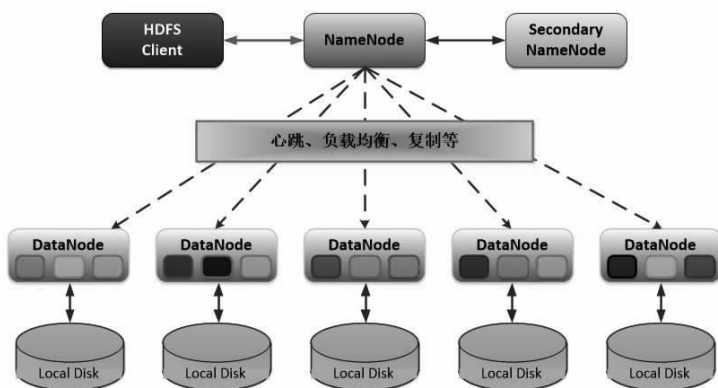 HDFS
Client
NameNode
Secondary
NameNode
心跳、负载均衡、复制等
DataNode
DataNode
DataNode
DataNode
DataNode
Local Disk
Local Disk
Local Disk
Local Disk
Local Disk